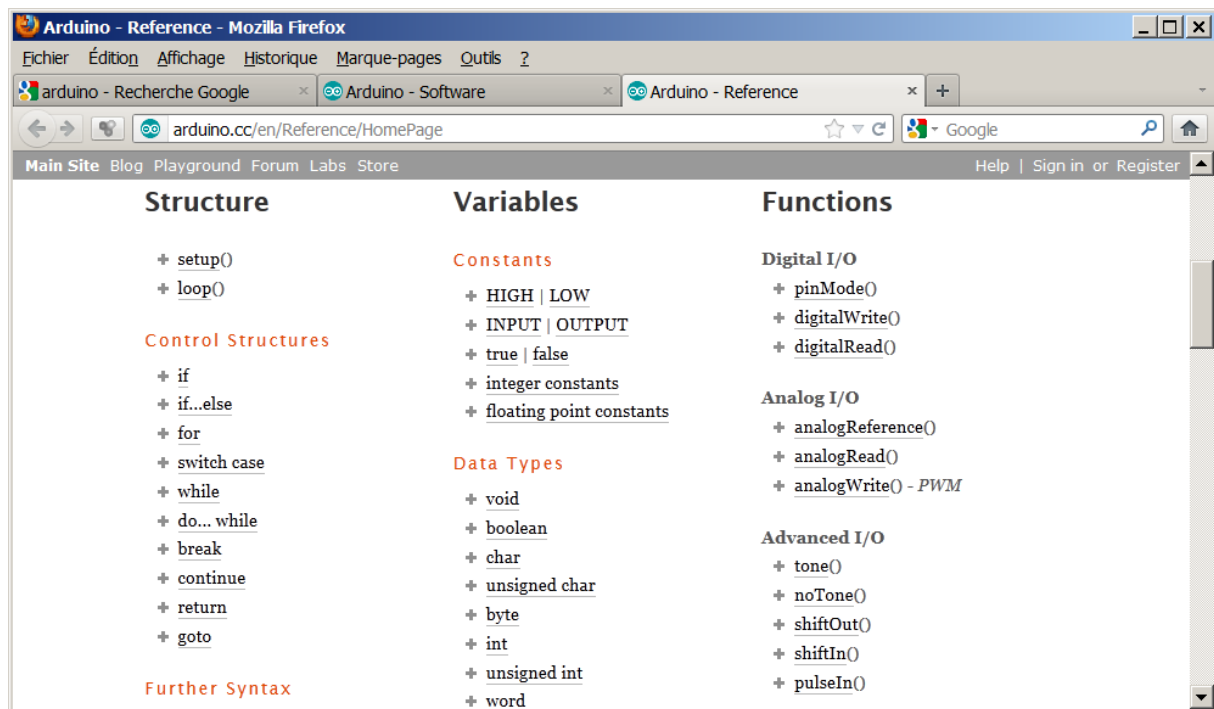 Arduino - Reference - Mozilla Firefox
Fichier Édition Affichage Historique Marque-pages Outils ?
arduino - Recherche Google × Arduino - Software × Arduino - Reference × +
arduino.cc/en/Reference/HomePage Google
Main Site Blog Playground Forum Labs Store Help | Sign in or Register
Structure
setup()
loop()
Control Structures
if
if...else
for
switch case
while
do... while
break
continue
return
goto
Further Syntax
Variables
Constants
HIGH | LOW
INPUT | OUTPUT
true | false
integer constants
floating point constants
Data Types
void
boolean
char
unsigned char
byte
int
unsigned int
word
Functions
Digital I/O
pinMode()
digitalWrite()
digitalRead()
Analog I/O
analogReference()
analogRead()
analogWrite() - PWM
Advanced I/O
tone()
noTone()
shiftOut()
shiftIn()
pulseIn()